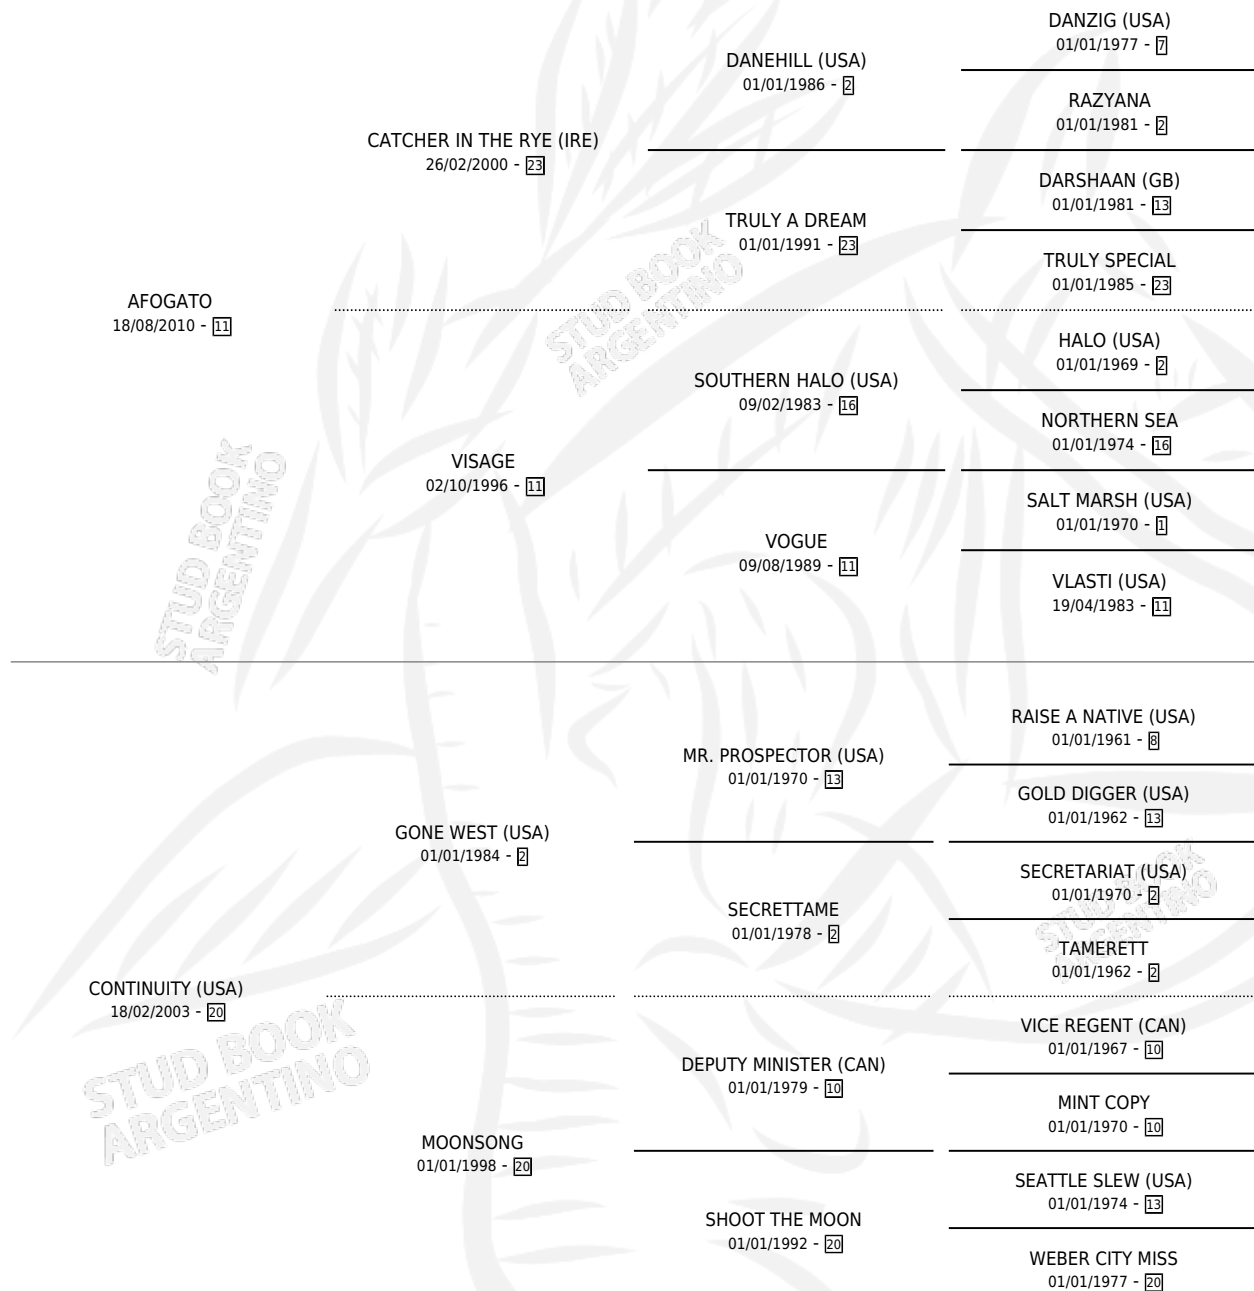 DANZIG (USA)
01/01/1977 - 7
DANEHILL (USA)
01/01/1986 - 2
RAZYANA
01/01/1981 - 2
CATCHER IN THE RYE (IRE)
26/02/2000 - 23
DARSHAAN (GB)
01/01/1981 - 13
TRULY A DREAM
01/01/1991 - 23
TRULY SPECIAL
01/01/1985 - 23
AFOGATO
18/08/2010 - 11
HALO (USA)
01/01/1969 - 2
SOUTHERN HALO (USA)
09/02/1983 - 16
NORTHERN SEA
01/01/1974 - 16
VISAGE
02/10/1996 - 11
SALT MARSH (USA)
01/01/1970 - 1
VOGUE
09/08/1989 - 11
VLASTI (USA)
19/04/1983 - 11
RAISE A NATIVE (USA)
01/01/1961 - 8
MR. PROSPECTOR (USA)
01/01/1970 - 13
GOLD DIGGER (USA)
01/01/1962 - 13
GONE WEST (USA)
01/01/1984 - 2
SECRETARIAT (USA)
01/01/1970 - 2
SECRETTAME
01/01/1978 - 2
TAMERETT
01/01/1962 - 2
CONTINUITY (USA)
18/02/2003 - 20
VICE REGENT (CAN)
01/01/1967 - 10
DEPUTY MINISTER (CAN)
01/01/1979 - 10
MINT COPY
01/01/1970 - 10
MOONSONG
01/01/1998 - 20
SEATTLE SLEW (USA)
01/01/1974 - 13
SHOOT THE MOON
01/01/1992 - 20
WEBER CITY MISS
01/01/1977 - 20
STUD BOOK
ARGENTINO
STUD BOOK
ARGENTINO
STUD BOOK
ARGENTINO
STUD BOOK
ARGENTINO